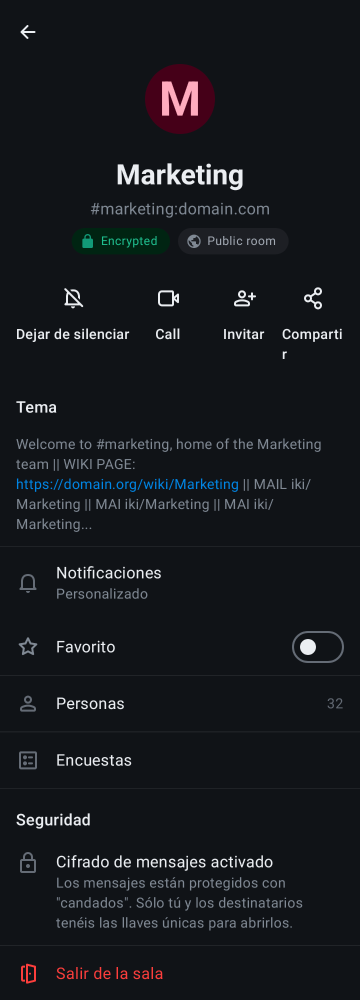 M
Marketing
#marketing:domain.com
Encrypted Public room
Dejar de silenciar Call Invitar Comparti
r
Tema
Welcome to #marketing, home of the Marketing
team || WIKI PAGE:
https://domain.org/wiki/Marketing || MAIL iki/
Marketing || MAI iki/Marketing || MAI iki/
Marketing...
Notificaciones
Personalizado
Favorito
Personas 32
Encuestas
Seguridad
Cifrado de mensajes activado
Los mensajes están protegidos con
"candados". Sólo tú y los destinatarios
tenéis las llaves únicas para abrirlos.
Salir de la sala